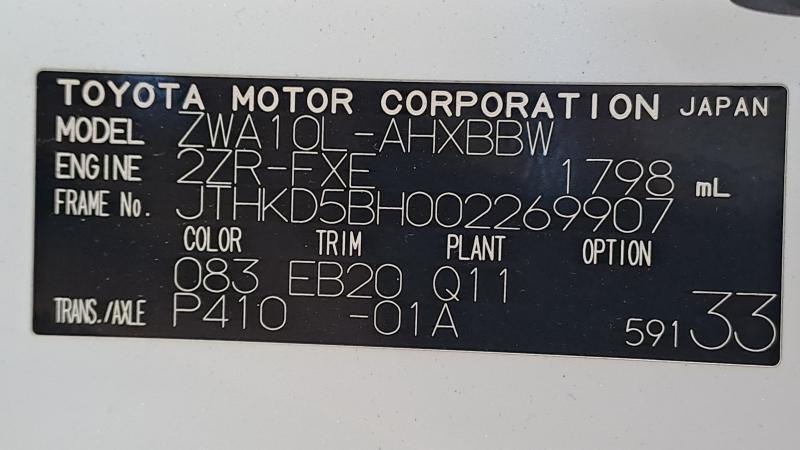 TOYOTA MOTOR CORPORATION JAPAN
MODEL ZWA10L-AHXBBW
ENGINE 2ZR-FXE 1798 mL
FRAME No. JTHKD5BH002269907
COLOR TRIM PLANT OPTION
083 EB20 Q11
TRANS./AXLE P410 -01A
591 33